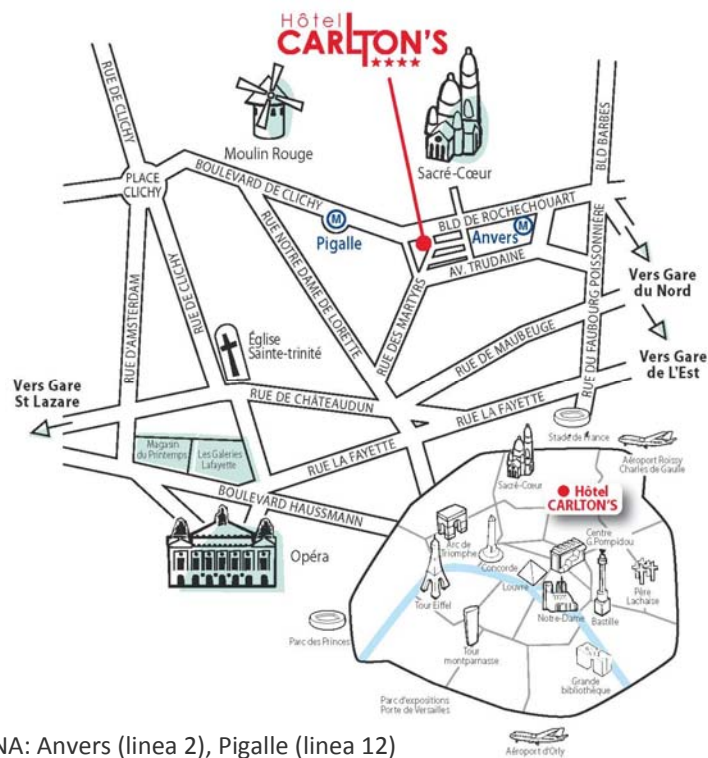 Hôtel
CARLTON'S
★★★★
RUE DE CLICHY
Moulin Rouge
Sacré-Cœur
BLD BARBES
PLACE
CLICHY
BOULEVARD DE CLICHY
M
Pigalle
BLD DE ROCHECHOUART
Anvers
M
AV. TRUDAINE
RUE NOTRE DAME DE LORETTE
RUE DES MARTYRS
RUE DU FAUBOURG POISSONNIÈRE
Vers Gare
du Nord
RUE D'AMSTERDAM
RUE DE CLICHY
Église
Sainte-trinité
RUE DE MAUBEUGE
Vers Gare
de L'Est
Vers Gare
St Lazare
RUE DE CHÂTEAUDUN
RUE LA FAYETTE
Magasin
du Printemps
Les Galeries
Lafayette
RUE LA FAYETTE
BOULEVARD HAUSSMANN
Opéra
Stade de France
Aéroport Roissy
Charles de Gaulle
Sacré-Cœur
Hôtel
CARLTON'S
Arc de
Triomphe
Concorde
Centre
G.Pompidou
Louvre
Père
Lachaise
Tour Eiffel
Notre-Dame
Bastille
Parc des Princes
Tour
montparnasse
Grande
bibliothèque
Parc d'expositions
Porte de Versailles
Aéroport d'Orly
NA: Anvers (linea 2), Pigalle (linea 12)